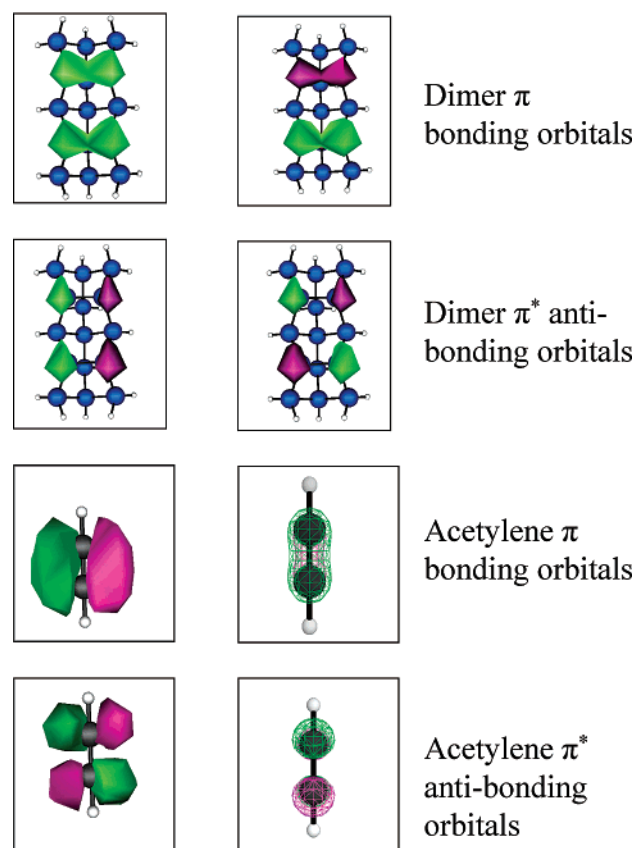 Dimer π
bonding orbitals
Dimer π* anti-
bonding orbitals
Acetylene π
bonding orbitals
Acetylene π*
anti-bonding
orbitals